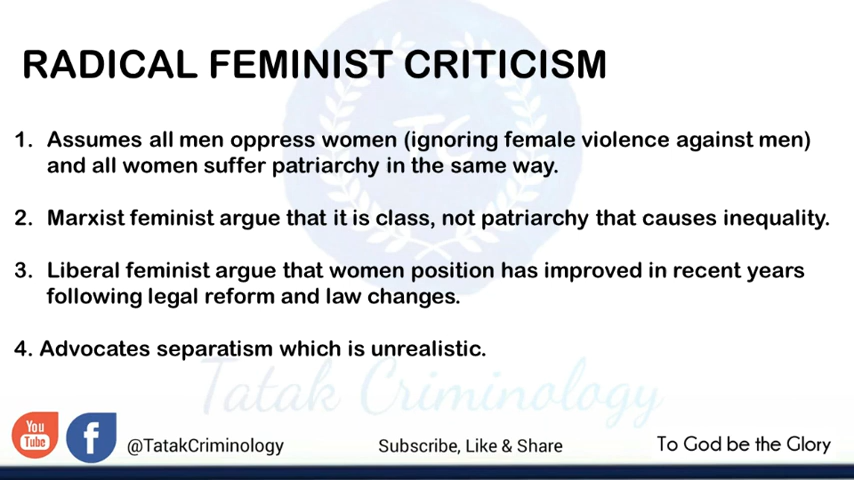 RADICAL FEMINIST CRITICISM
1. Assumes all men oppress women (ignoring female violence against men)
and all women suffer patriarchy in the same way.
2. Marxist feminist argue that it is class, not patriarchy that causes inequality.
3. Liberal feminist argue that women position has improved in recent years
following legal reform and law changes.
4. Advocates separatism which is unrealistic.
TC
Tatak Criminology
You
Tube
f
@TatakCriminology
Subscribe, Like & Share
To God be the Glory